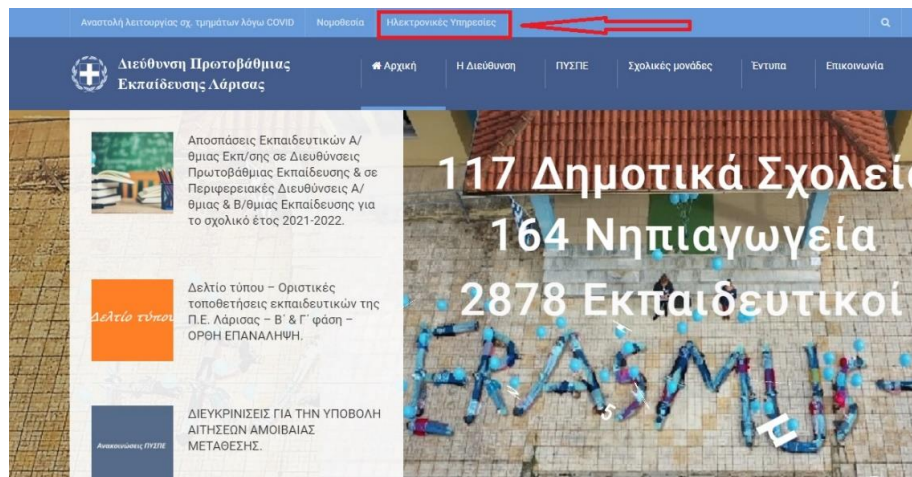 Αναστολή λειτουργίας σχ. τμημάτων λόγω COVID Νομοθεσία Ηλεκτρονικές Υπηρεσίες
Διεύθυνση Πρωτοβάθμιας
Εκπαίδευσης Λάρισας
Αρχική Η Διεύθυνση ΠΥΣΠΕ Σχολικές μονάδες Έντυπα Επικοινωνία
Αποσπάσεις Εκπαιδευτικών Α/
θμιας Εκπ/σης σε Διευθύνσεις
Πρωτοβάθμιας Εκπαίδευσης & σε
Περιφερειακές Διευθύνσεις Α/
θμιας & Β/θμιας Εκπαίδευσης για
το σχολικό έτος 2021-2022.
Δελτίο τύπου
Δελτίο τύπου – Οριστικές
τοποθετήσεις εκπαιδευτικών της
Π.Ε. Λάρισας – Β΄ & Γ΄ φάση –
ΟΡΘΗ ΕΠΑΝΑΛΗΨΗ.
Ανακοινώσεις ΠΥΣΠΕ
ΔΙΕΥΚΡΙΝΙΣΕΙΣ ΓΙΑ ΤΗΝ ΥΠΟΒΟΛΗ
ΑΙΤΗΣΕΩΝ ΑΜΟΙΒΑΙΑΣ
ΜΕΤΑΘΕΣΗΣ.
117 Δημοτικά Σχολεία
164 Νηπιαγωγεία
2878 Εκπαιδευτικοί
ERASMUS
5
μ